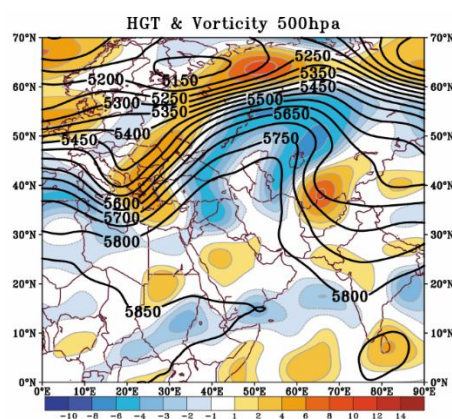 HGT & Vorticity 500hpa
70°N 70°N
60°N 60°N
50°N 50°N
40°N 40°N
30°N 30°N
20°N 20°N
10°N 10°N
0°N 0°N
5200 5150 5250
5300 5250 5350
5350 5450
5450 5400 5500
5650
5750
5600
5700
5800
5800
5850
0°E 10°E 20°E 30°E 40°E 50°E 60°E 70°E 80°E 90°E
-10 -8 -6 -4 -3 -2 -1 1 2 4 6 8 10 12 14